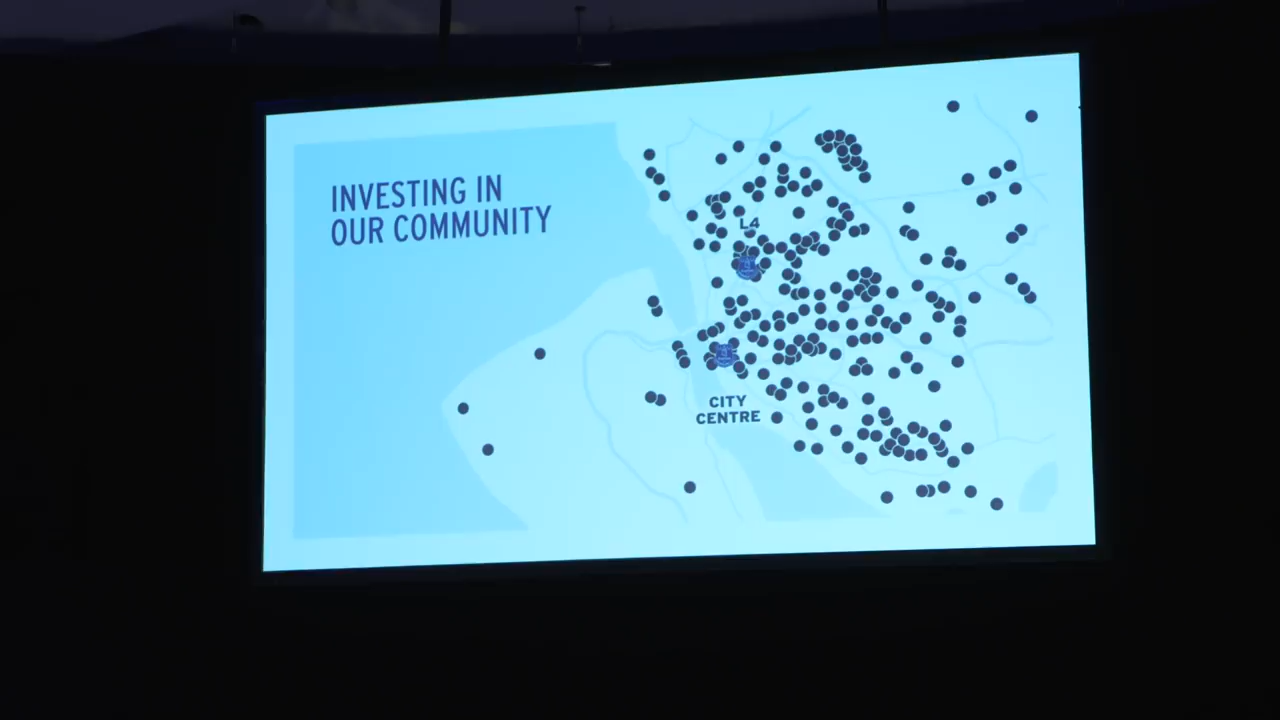 INVESTING IN
OUR COMMUNITY
L4
CITY
CENTRE